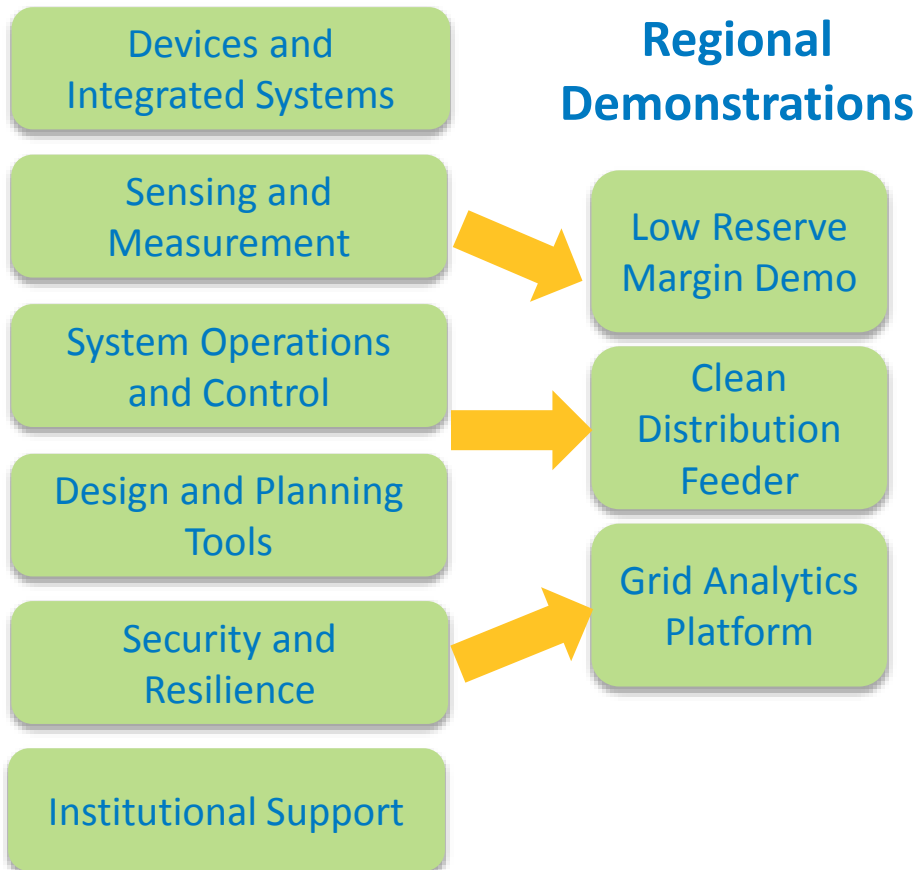 Devices and
Integrated Systems
Sensing and
Measurement
System Operations
and Control
Design and Planning
Tools
Security and
Resilience
Institutional Support
Regional
Demonstrations
Low Reserve
Margin Demo
Clean
Distribution
Feeder
Grid Analytics
Platform